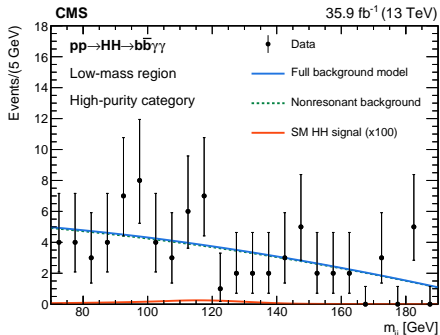 CMS 35.9 fb⁻¹ (13 TeV)
Events/(5 GeV)
18
16
14
12
10
8
6
4
2
0
pp→HH→bb̅γγ
Low-mass region
High-purity category
Data
Full background model
Nonresonant background
SM HH signal (x100)
80 100 120 140 160 180
m_jj [GeV]